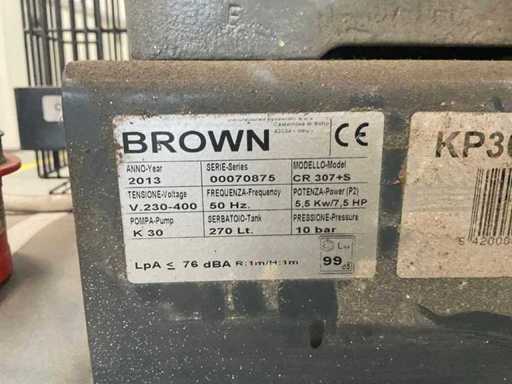 BROWN
CE
ANNO-Year SERIE-Series MODELLO-Model
2013 00070875 CR 307+S
TENSIONE-Voltage FREQUENZA-Frequency POTENZA-Power (P2)
V.230-400 50 Hz. 5,5 Kw/7,5 HP
POMPA-Pump SERBATOIO-Tank PRESSIONE-Pressure
K 30 270 Lt. 10 bar
LpA ≤ 76 dBA R:1m/H:1m
99
KP30